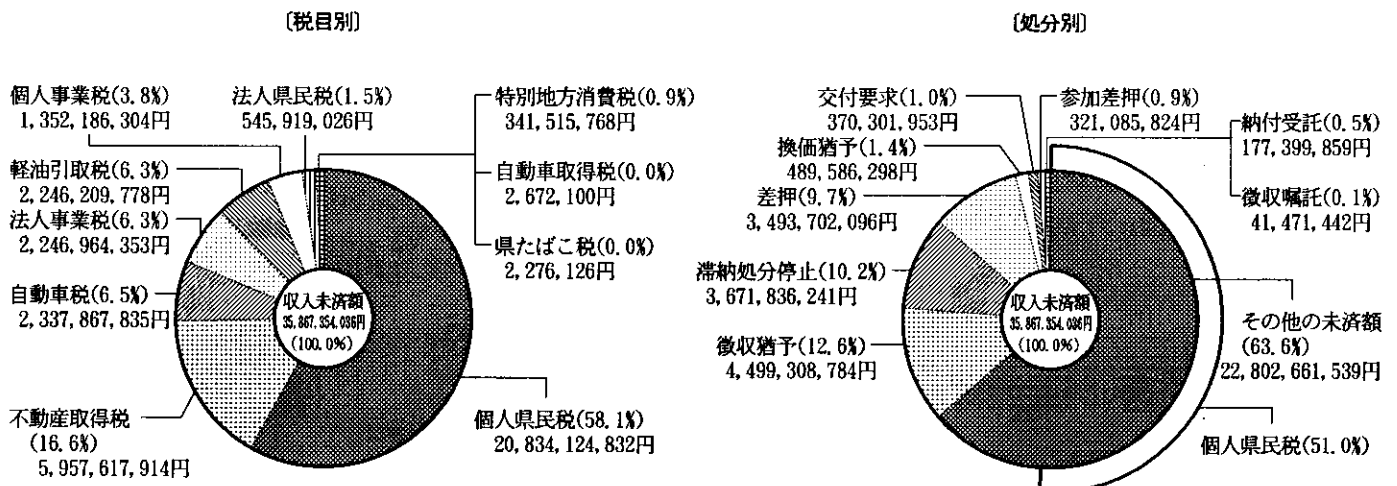 〔税目別〕
個人事業税(3.8%)
1,352,186,304円
法人県民税(1.5%)
545,919,026円
特別地方消費税(0.9%)
341,515,768円
軽油引取税(6.3%)
2,246,209,778円
自動車取得税(0.0%)
2,672,100円
法人事業税(6.3%)
2,246,964,353円
県たばこ税(0.0%)
2,276,126円
自動車税(6.5%)
2,337,867,835円
収入未済額
35,867,354,036円
(100.0%)
不動産取得税
(16.6%)
5,957,617,914円
個人県民税(58.1%)
20,834,124,832円
〔処分別〕
交付要求(1.0%)
370,301,953円
参加差押(0.9%)
321,085,824円
納付受託(0.5%)
177,399,859円
換価猶予(1.4%)
489,586,298円
徴収嘱託(0.1%)
41,471,442円
差押(9.7%)
3,493,702,096円
滞納処分停止(10.2%)
3,671,836,241円
収入未済額
35,867,354,036円
(100.0%)
その他の未済額
(63.6%)
22,802,661,539円
徴収猶予(12.6%)
4,499,308,784円
個人県民税(51.0%)